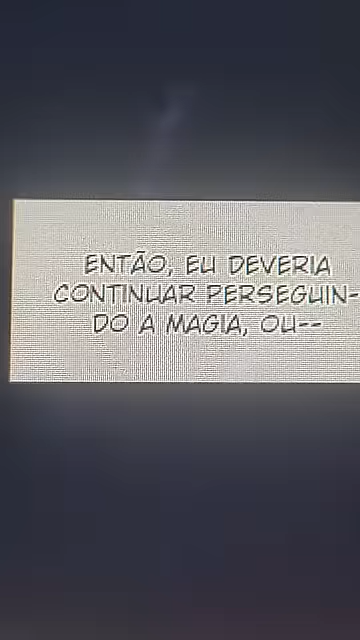 ENTÃO, EU DEVERIA
CONTINUAR PERSEGUIN-
DO A MAGIA, OU--